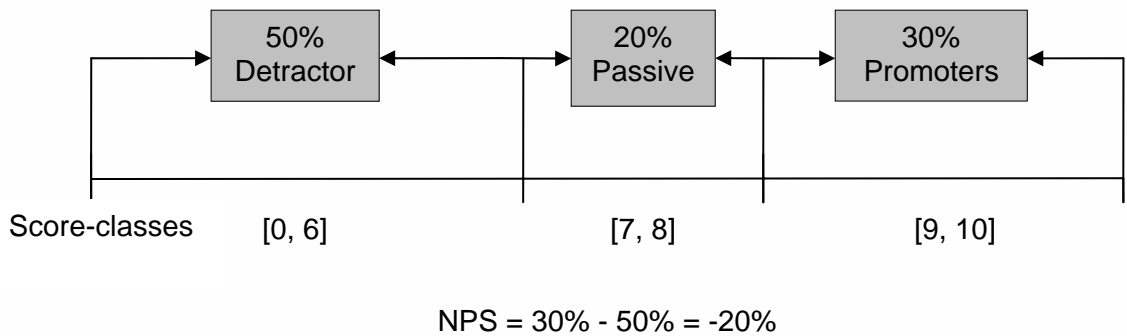 50%
Detractor
20%
Passive
30%
Promoters
Score-classes [0, 6] [7, 8] [9, 10]
NPS = 30% - 50% = -20%